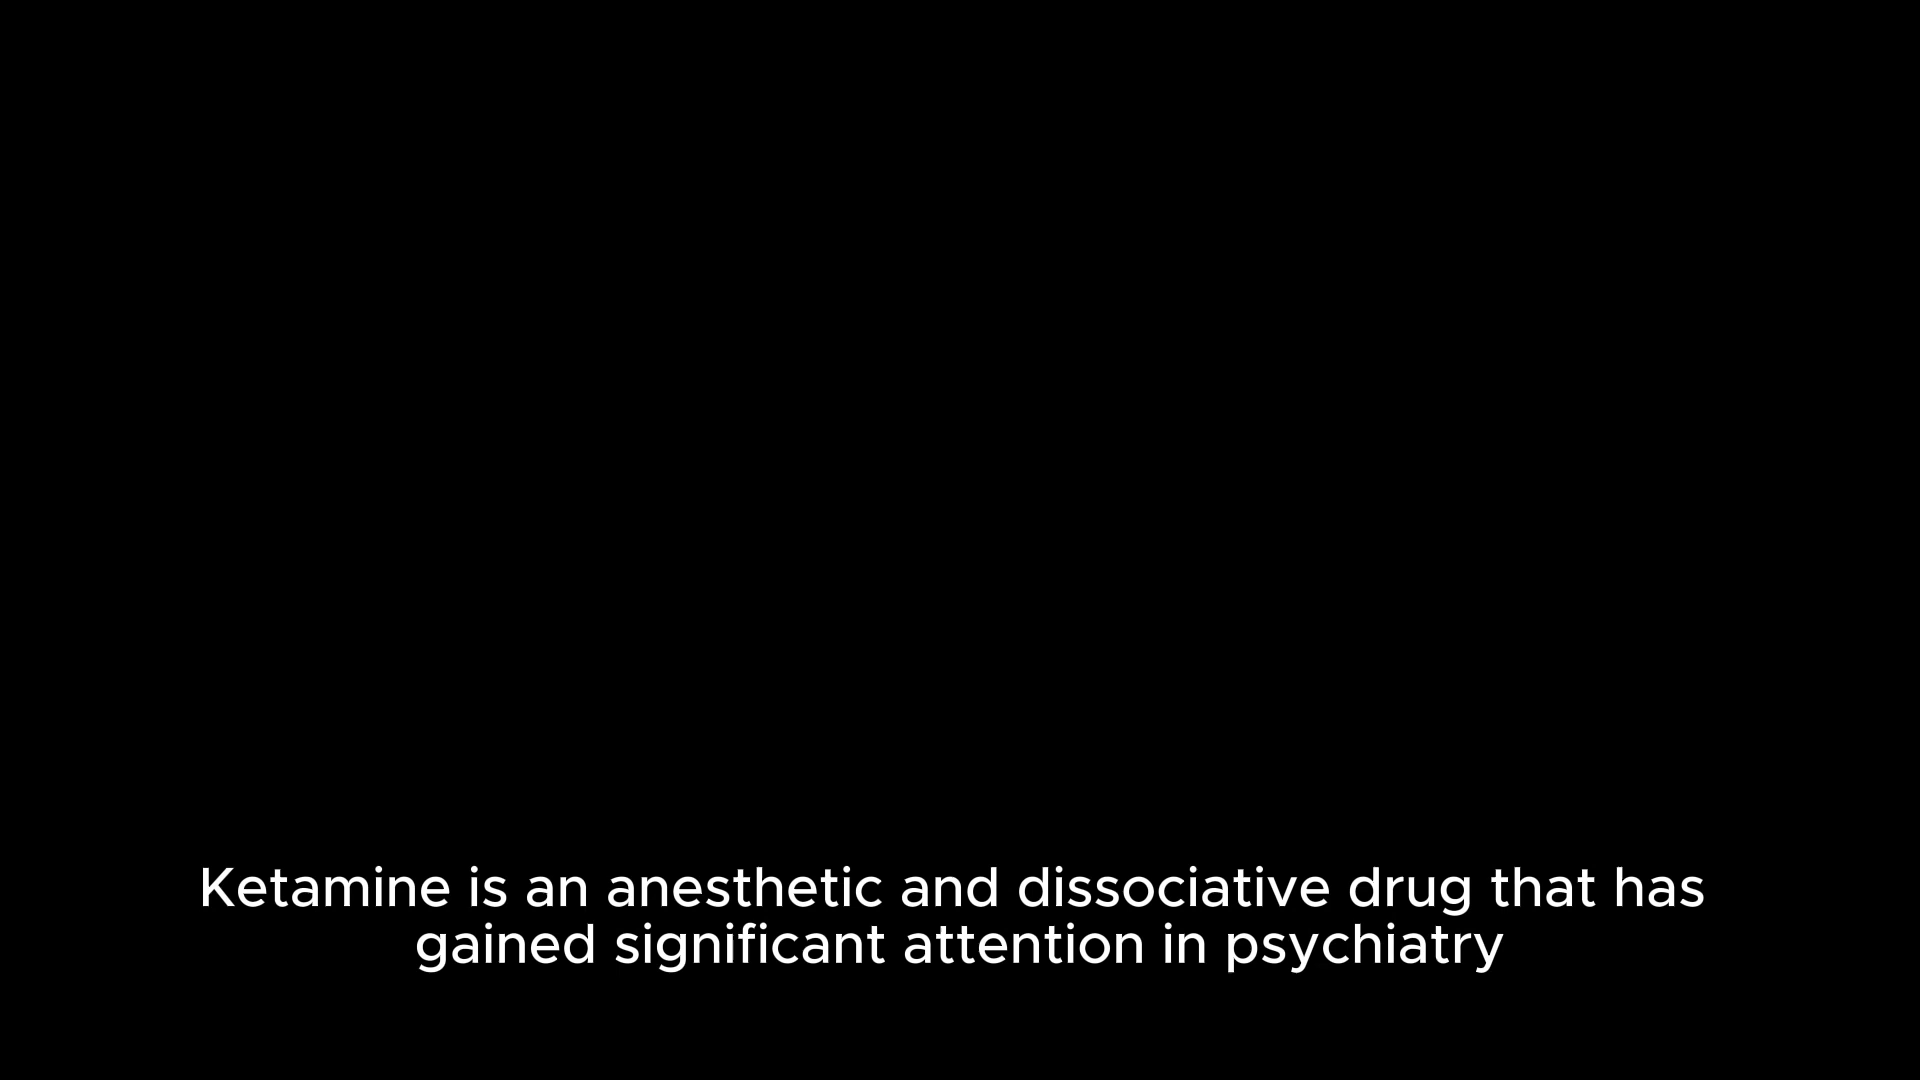 Ketamine is an anesthetic and dissociative drug that has
gained significant attention in psychiatry